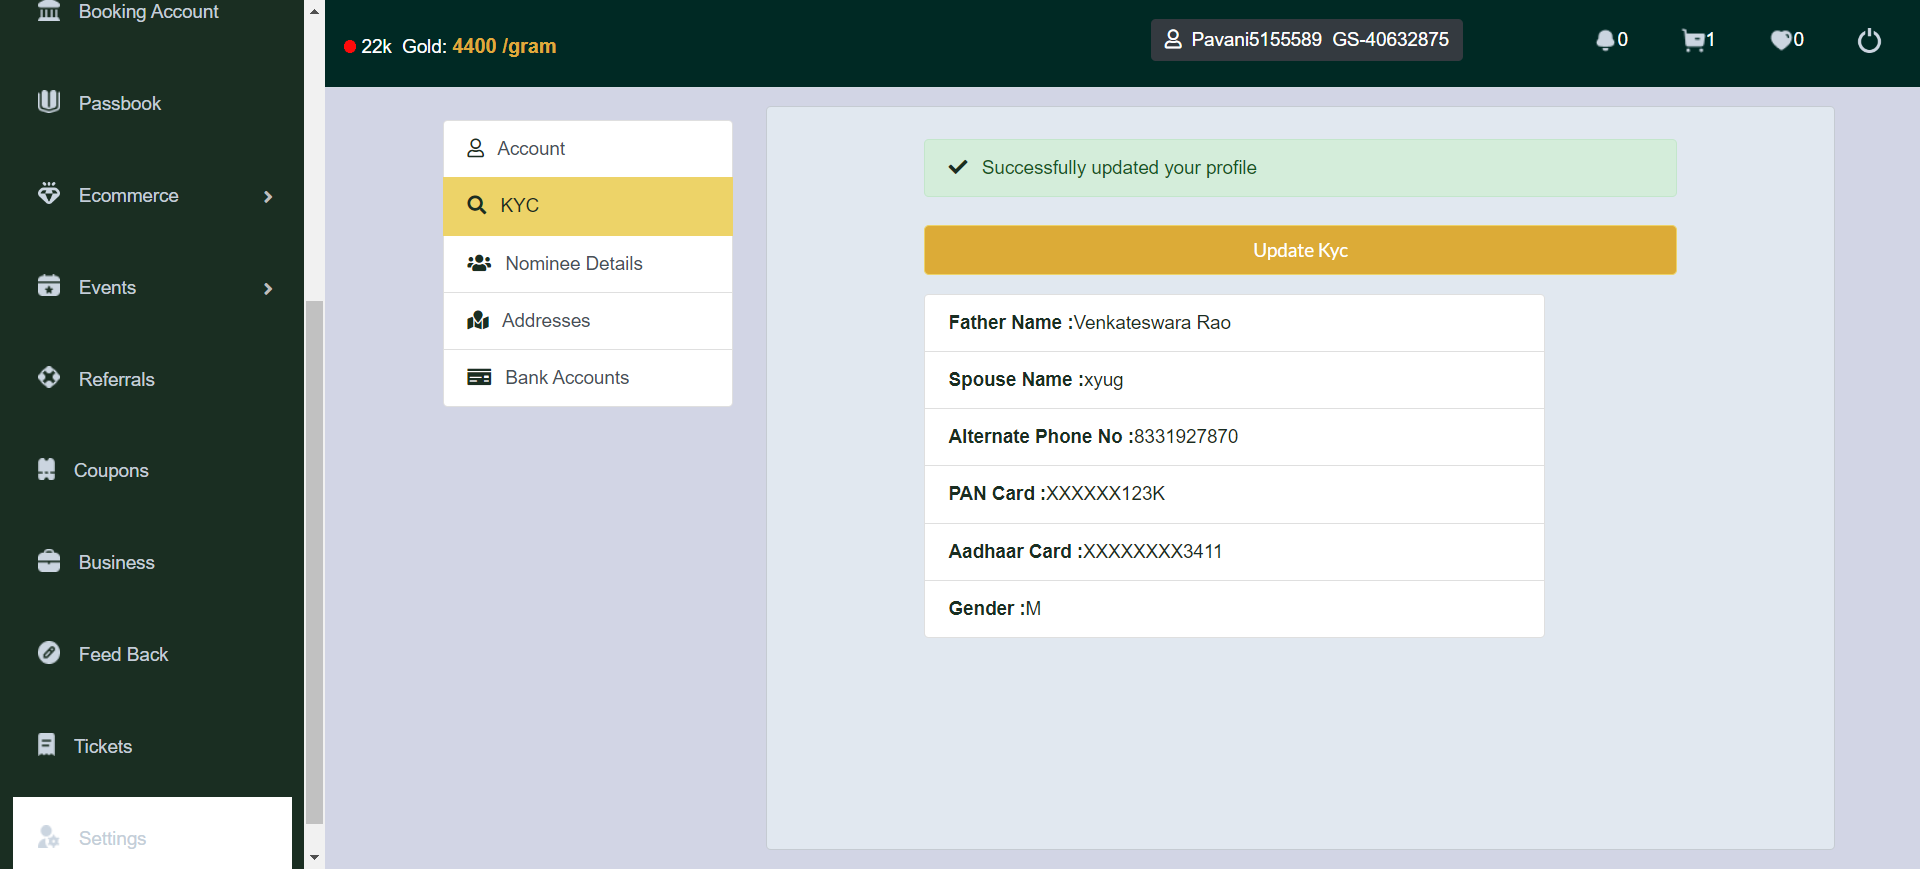 Booking Account
Passbook
Ecommerce
Events
Referrals
Coupons
Business
Feed Back
Tickets
Settings
22k Gold: 4400 /gram
Pavani5155589 GS-40632875
0
1
0
Account
KYC
Nominee Details
Addresses
Bank Accounts
Successfully updated your profile
Update Kyc
Father Name :Venkateswara Rao
Spouse Name :xyug
Alternate Phone No :8331927870
PAN Card :XXXXXX123K
Aadhaar Card :XXXXXXXX3411
Gender :M